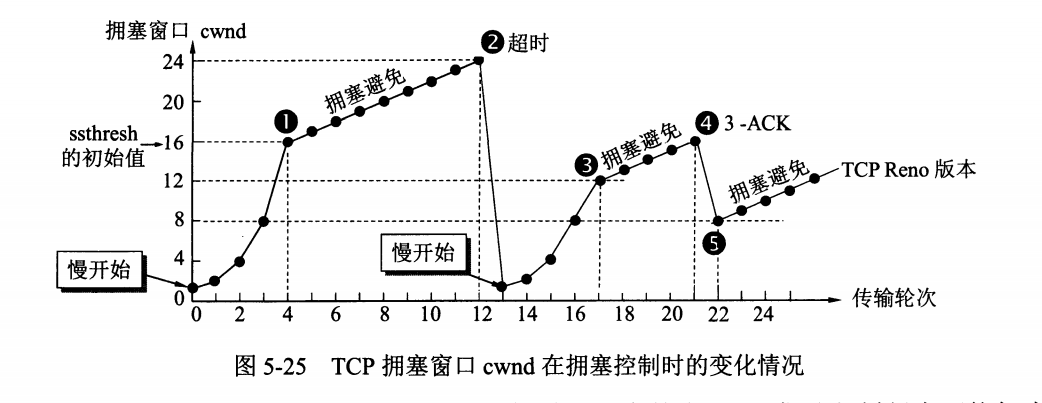 拥塞窗口 cwnd
❷超时
24
拥塞避免
20
❶
ssthresh
的初始值
16
❹ 3 -ACK
❸
拥塞避免
12
拥塞避免
TCP Reno 版本
8
❺
慢开始
慢开始
4
0
0 2 4 6 8 10 12 14 16 18 20 22 24
传输轮次
图 5-25 TCP 拥塞窗口 cwnd 在拥塞控制时的变化情况